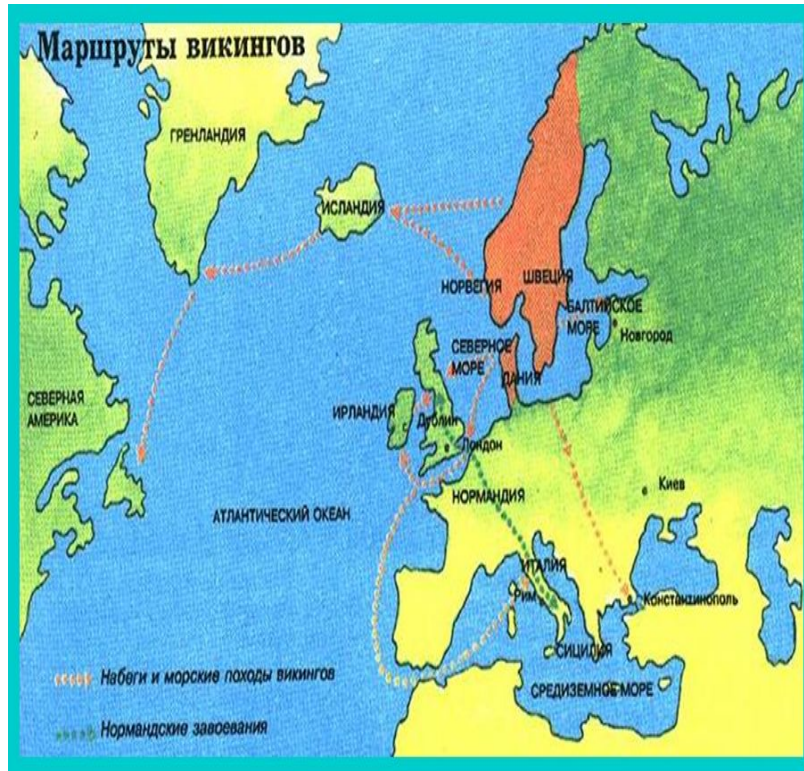 Маршруты викингов
ГРЕНЛАНДИЯ
ИСЛАНДИЯ
НОРВЕГИЯ
ШВЕЦИЯ
БАЛТИЙСКОЕ
МОРЕ
Новгород
СЕВЕРНОЕ
МОРЕ
ДАНИЯ
СЕВЕРНАЯ
АМЕРИКА
ИРЛАНДИЯ
Дублин
Лондон
НОРМАНДИЯ
Киев
АТЛАНТИЧЕСКИЙ ОКЕАН
ИТАЛИЯ
Рим
Константинополь
СИЦИЛИЯ
СРЕДИЗЕМНОЕ МОРЕ
Набеги и морские походы викингов
Нормандские завоевания